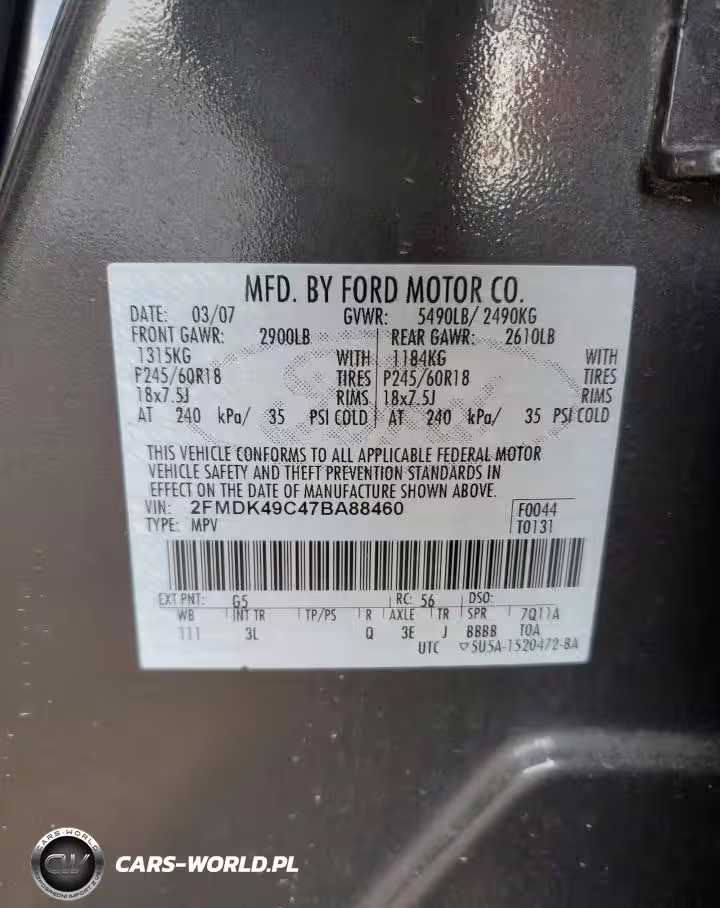 MFD. BY FORD MOTOR CO.
DATE: 03/07 GVWR: 5490LB/ 2490KG
FRONT GAWR: 2900LB REAR GAWR: 2610LB
1315KG WITH 1184KG WITH
P245/60R18 TIRES P245/60R18 TIRES
18x7.5J RIMS 18x7.5J RIMS
AT 240 kPa/ 35 PSI COLD AT 240 kPa/ 35 PSI COLD
THIS VEHICLE CONFORMS TO ALL APPLICABLE FEDERAL MOTOR
VEHICLE SAFETY AND THEFT PREVENTION STANDARDS IN
EFFECT ON THE DATE OF MANUFACTURE SHOWN ABOVE.
VIN: 2FMDK49C47BA88460 F0044
TYPE: MPV T0131
EXT PNT: G5 RC: 56 DSO:
WB INT TR TP/PS R AXLE TR SPR 7Q11A
111 3L Q 3E J BBBB T0A
UTC ▽5U5A-1520472-BA
CARS-WORLD
CW
CARS-WORLD.PL